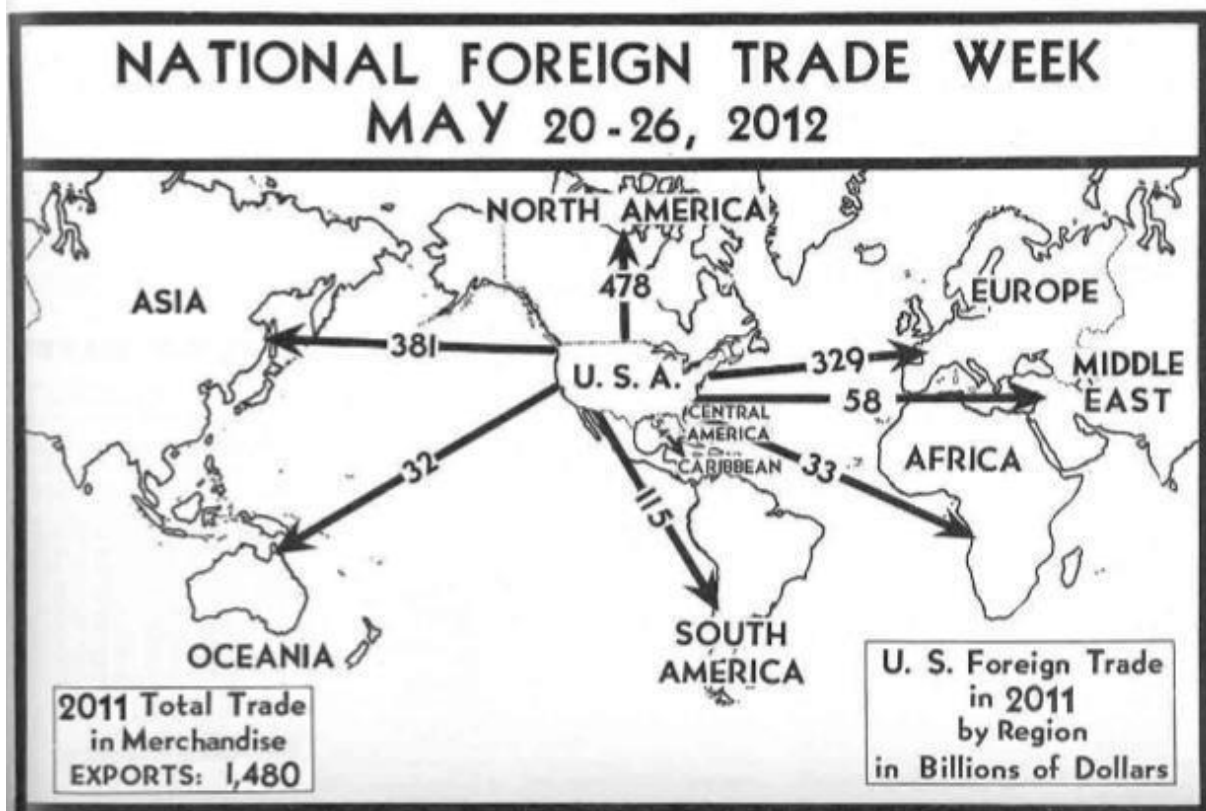 NATIONAL FOREIGN TRADE WEEK
MAY 20-26, 2012
NORTH AMERICA
ASIA
478
EUROPE
381
329
U. S. A.
MIDDLE
EAST
58
CENTRAL
AMERICA
CARIBBEAN
AFRICA
32
33
115
SOUTH
AMERICA
OCEANIA
2011 Total Trade
in Merchandise
EXPORTS: 1,480
U. S. Foreign Trade
in 2011
by Region
in Billions of Dollars